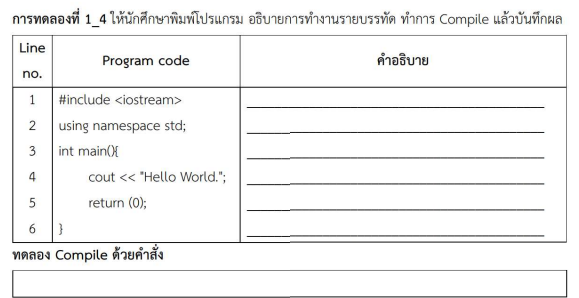 การทดลองที่ 1_4 ให้นักศึกษาพิมพ์โปรแกรม อธิบายการทำงานรายบรรทัด ทำการ Compile แล้วบันทึกผล
Line no. Program code คำอธิบาย
1 #include <iostream>
2 using namespace std;
3 int main(){
4 cout << "Hello World.";
5 return (0);
6 }
ทดลอง Compile ด้วยคำสั่ง